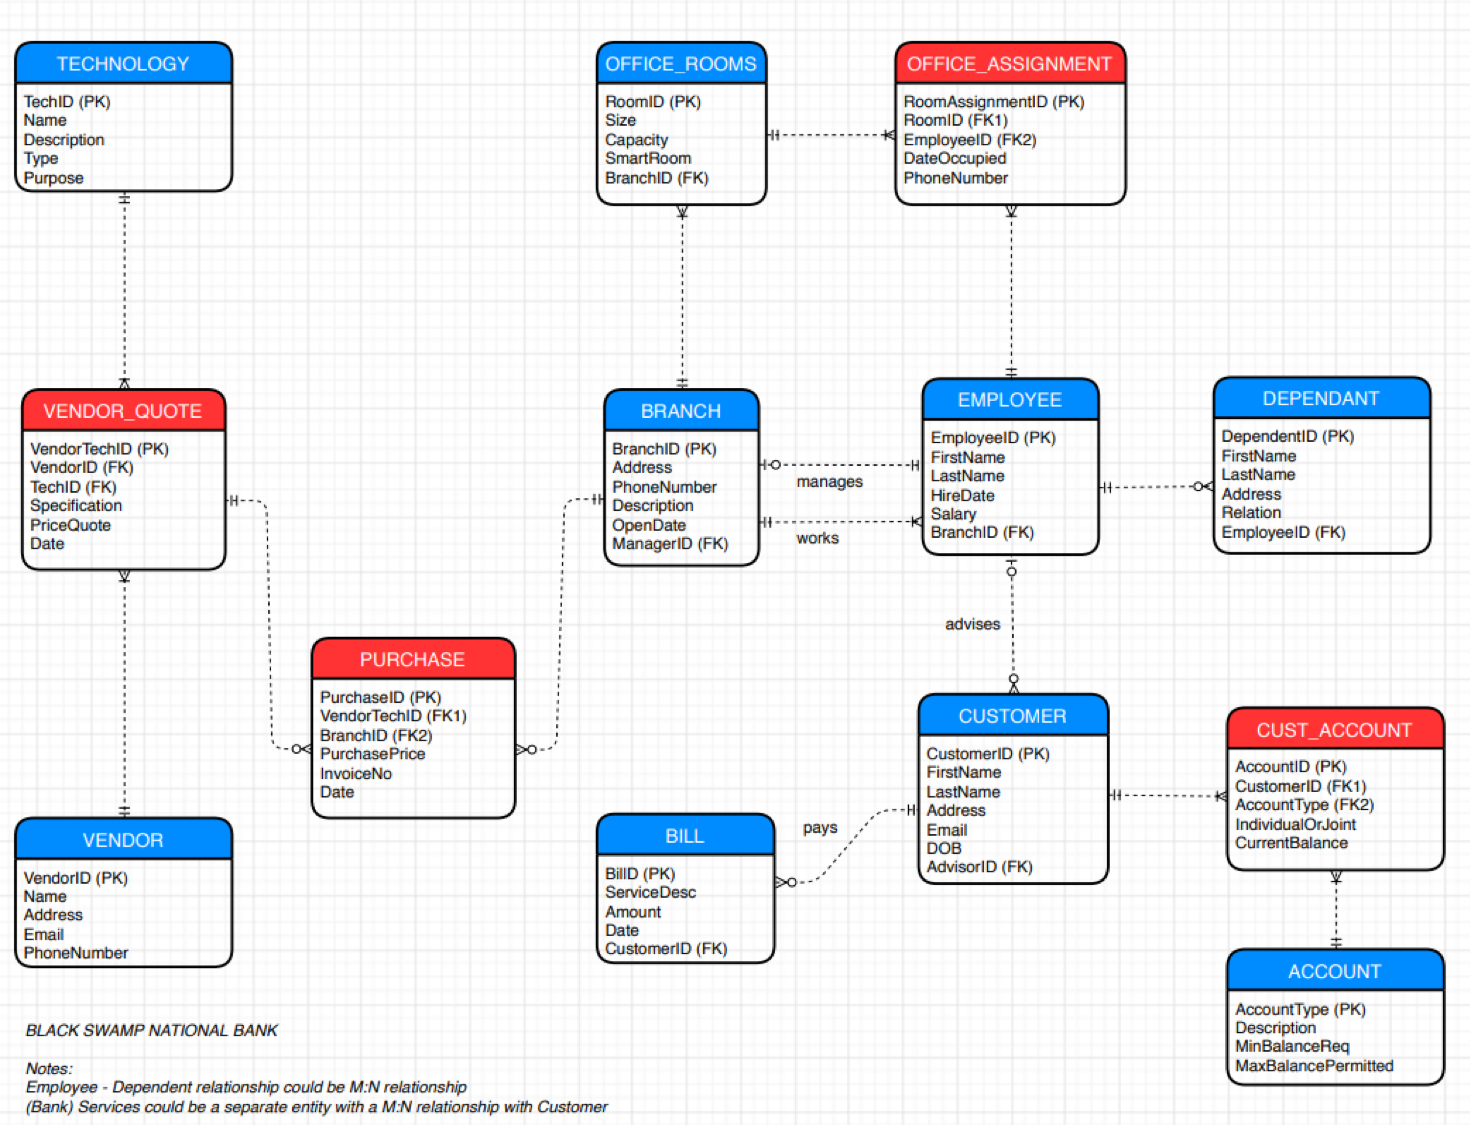 TECHNOLOGY
TechID (PK)
Name
Description
Type
Purpose
OFFICE_ROOMS
RoomID (PK)
Size
Capacity
SmartRoom
BranchID (FK)
OFFICE_ASSIGNMENT
RoomAssignmentID (PK)
RoomID (FK1)
EmployeeID (FK2)
DateOccupied
PhoneNumber
VENDOR_QUOTE
VendorTechID (PK)
VendorID (FK)
TechID (FK)
Specification
PriceQuote
Date
BRANCH
BranchID (PK)
Address
PhoneNumber
Description
OpenDate
ManagerID (FK)
manages
works
EMPLOYEE
EmployeeID (PK)
FirstName
LastName
HireDate
Salary
BranchID (FK)
DEPENDANT
DependentID (PK)
FirstName
LastName
Address
Relation
EmployeeID (FK)
advises
PURCHASE
PurchaseID (PK)
VendorTechID (FK1)
BranchID (FK2)
PurchasePrice
InvoiceNo
Date
CUSTOMER
CustomerID (PK)
FirstName
LastName
Address
Email
DOB
AdvisorID (FK)
CUST_ACCOUNT
AccountID (PK)
CustomerID (FK1)
AccountType (FK2)
IndividualOrJoint
CurrentBalance
VENDOR
VendorID (PK)
Name
Address
Email
PhoneNumber
BILL
BillID (PK)
ServiceDesc
Amount
Date
CustomerID (FK)
pays
ACCOUNT
AccountType (PK)
Description
MinBalanceReq
MaxBalancePermitted
BLACK SWAMP NATIONAL BANK
Notes:
Employee - Dependent relationship could be M:N relationship
(Bank) Services could be a separate entity with a M:N relationship with Customer